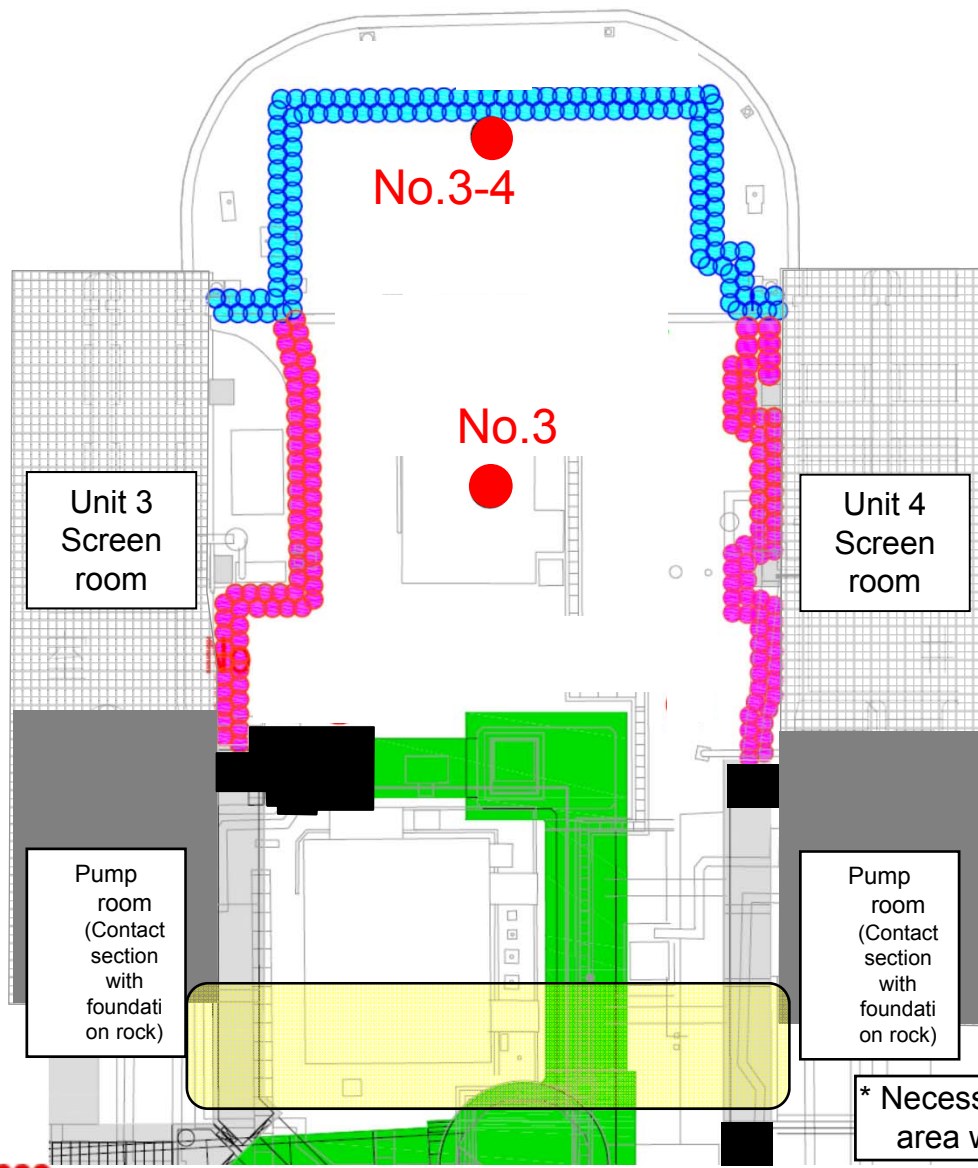 No.3-4
No.3
Unit 3
Screen
room
Unit 4
Screen
room
Pump
room
(Contact
section
with
foundati
on rock)
Pump
room
(Contact
section
with
foundati
on rock)
* Necess
area w